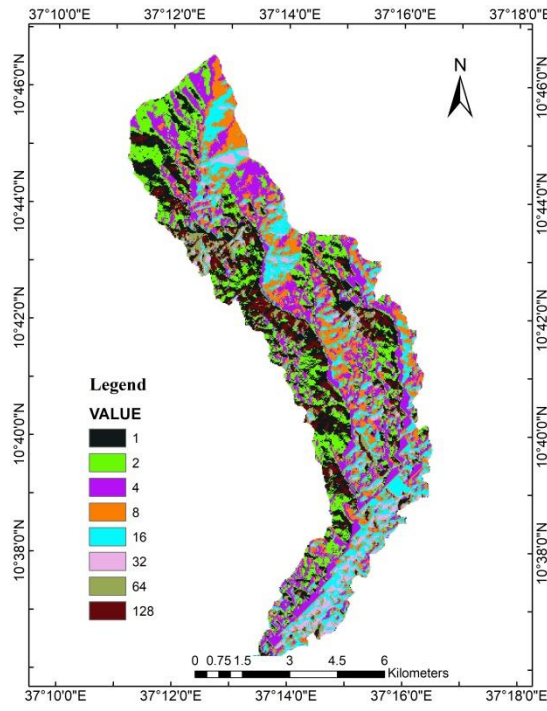 37°10'0"E 37°12'0"E 37°14'0"E 37°16'0"E 37°18'0"E
N
10°46'0"N 10°46'0"N
10°44'0"N 10°44'0"N
10°42'0"N 10°42'0"N
10°40'0"N 10°40'0"N
10°38'0"N 10°38'0"N
Legend
VALUE
1
2
4
8
16
32
64
128
0 0.75 1.5 3 4.5 6
Kilometers
37°10'0"E 37°12'0"E 37°14'0"E 37°16'0"E 37°18'0"E